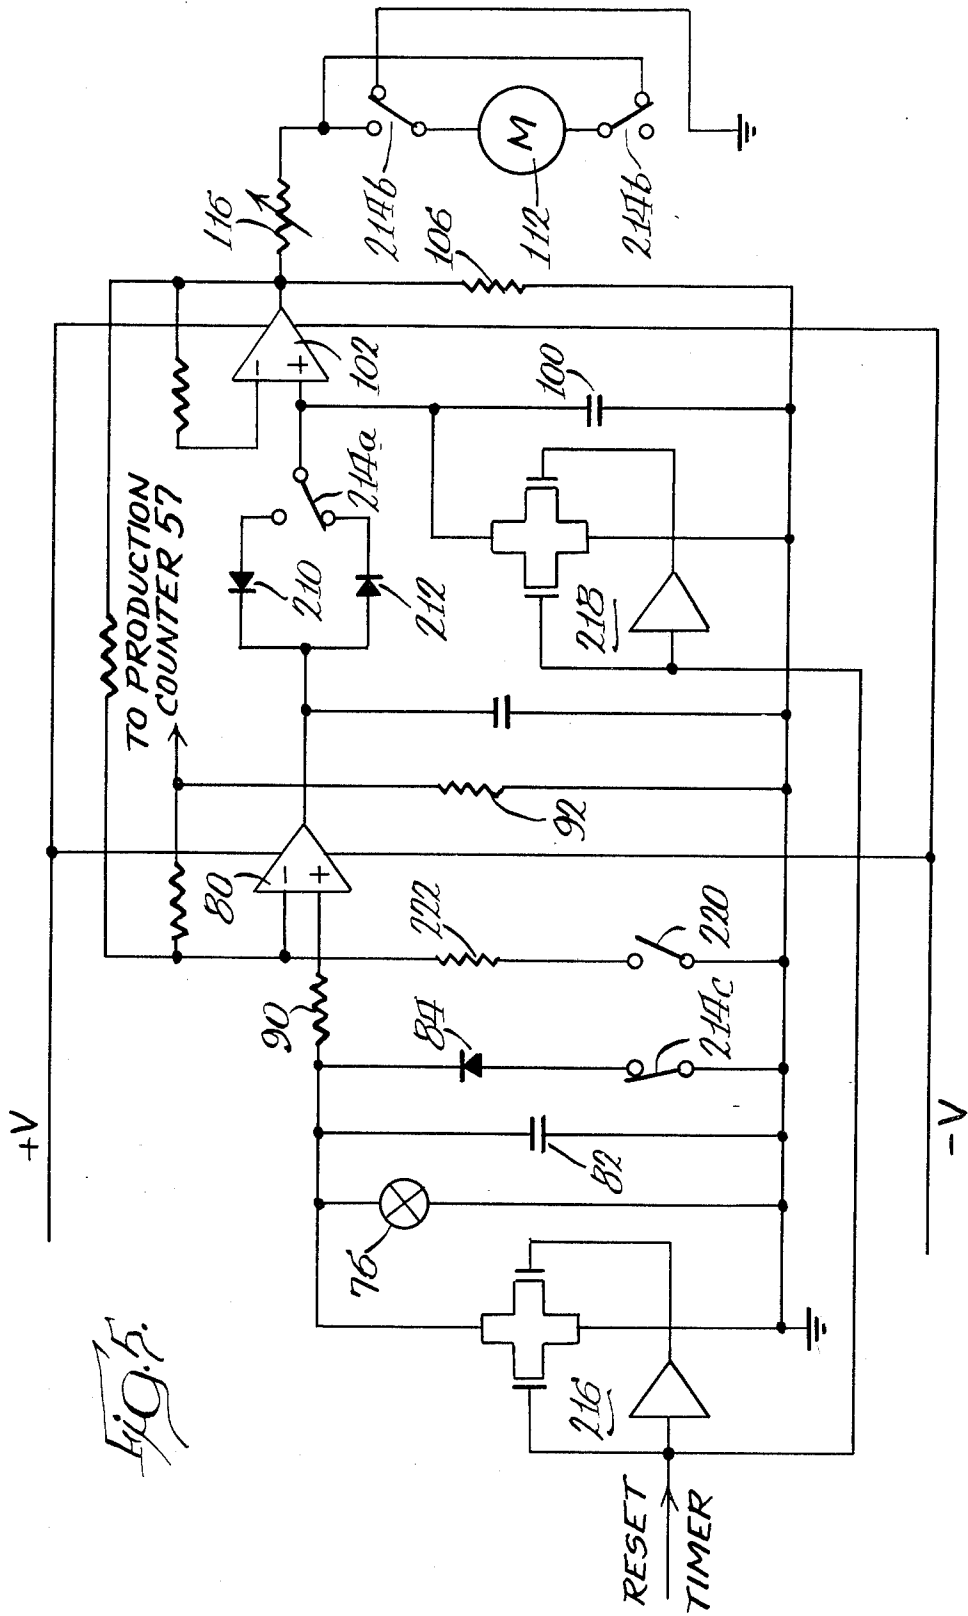 Fig. 5.
+V
-V
RESET
TIMER
216
76
82
84
214c
90
222
220
80
-
+
92
TO PRODUCTION
COUNTER 57
210
212
214a
218
100
102
-
+
106
116
214b
M
112
214b